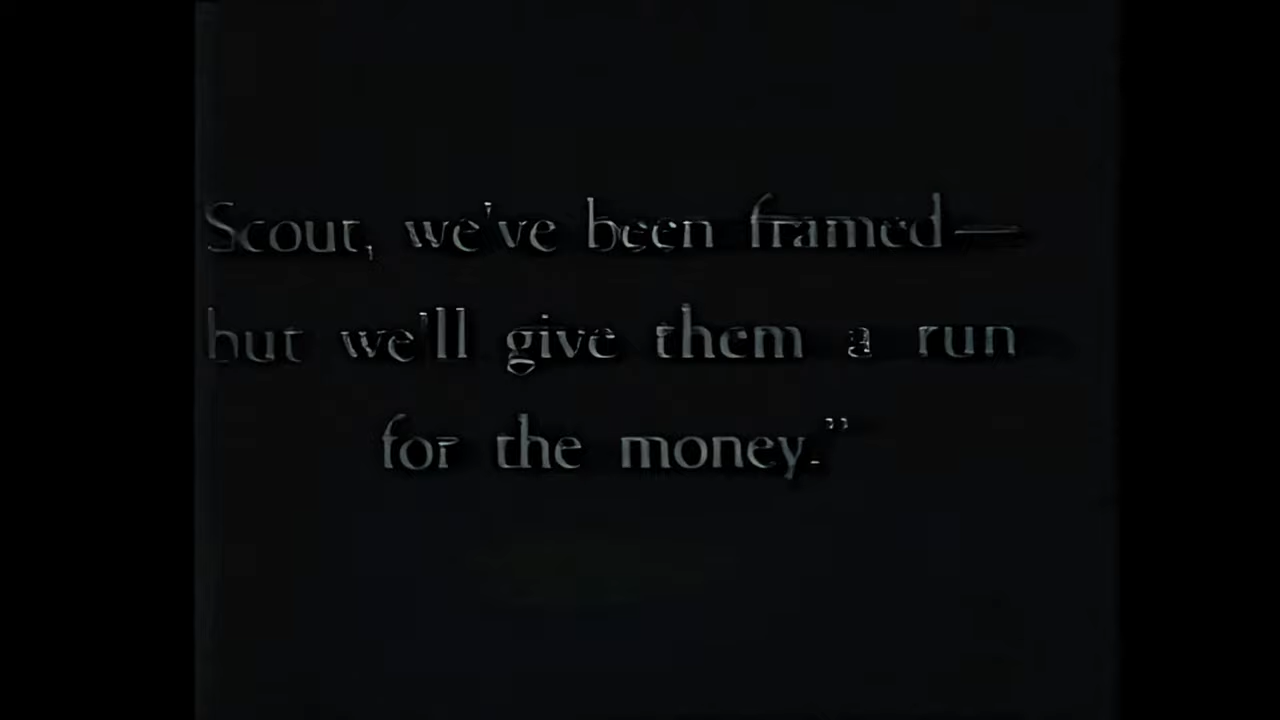 Scout, we've been framed—
but we'll give them a run
for the money."